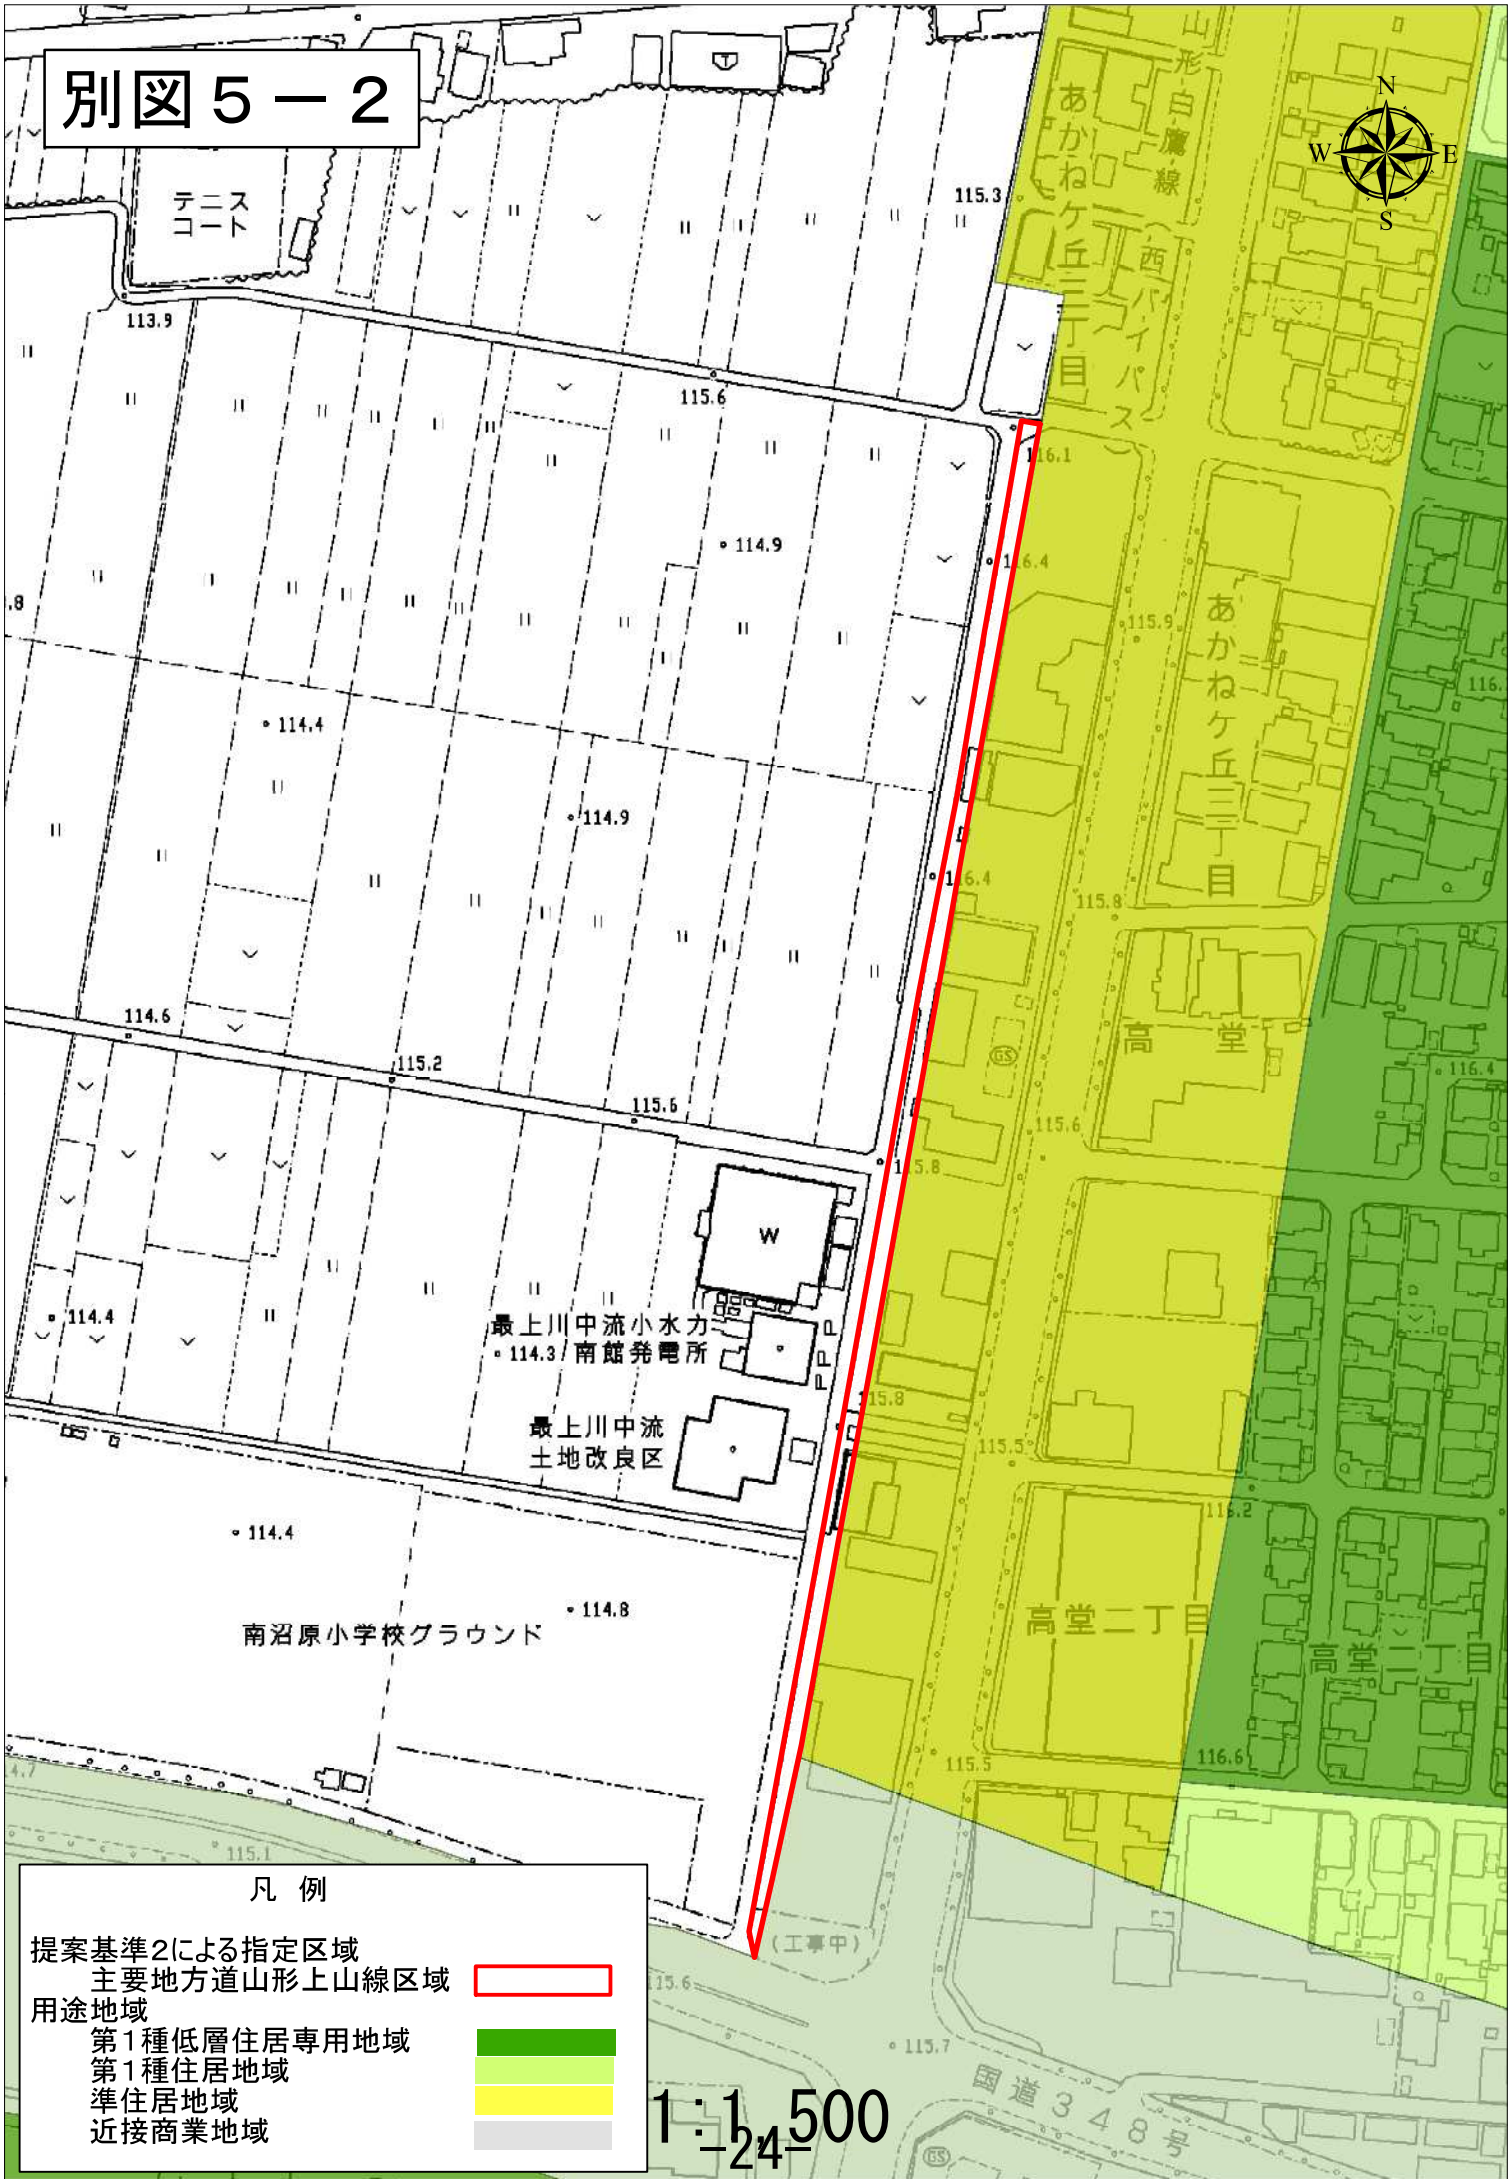 別図５－２
N
W
E
S
テニス
コート
山形白鷹線(西バイパス)
あかねケ丘二丁目
115.3
113.9
115.6
116.1
114.9
116.4
.8
115.9
あかねケ丘三丁目
116.
114.4
114.9
116.4
115.8
114.6
115.2
115.6
GS
高堂
116.4
115.6
115.8
W
114.4
最上川中流小水力
114.3
南館発電所
115.8
最上川中流
土地改良区
115.5
114.4
116.2
114.8
南沼原小学校グラウンド
高堂二丁目
高堂二丁目
4.7
115.5
116.6
115.1
(工事中)
115.6
115.7
国道348号
GS
凡 例
提案基準2による指定区域
主要地方道山形上山線区域
用途地域
第1種低層住居専用地域
第1種住居地域
準住居地域
近接商業地域
1:1,500
-24-